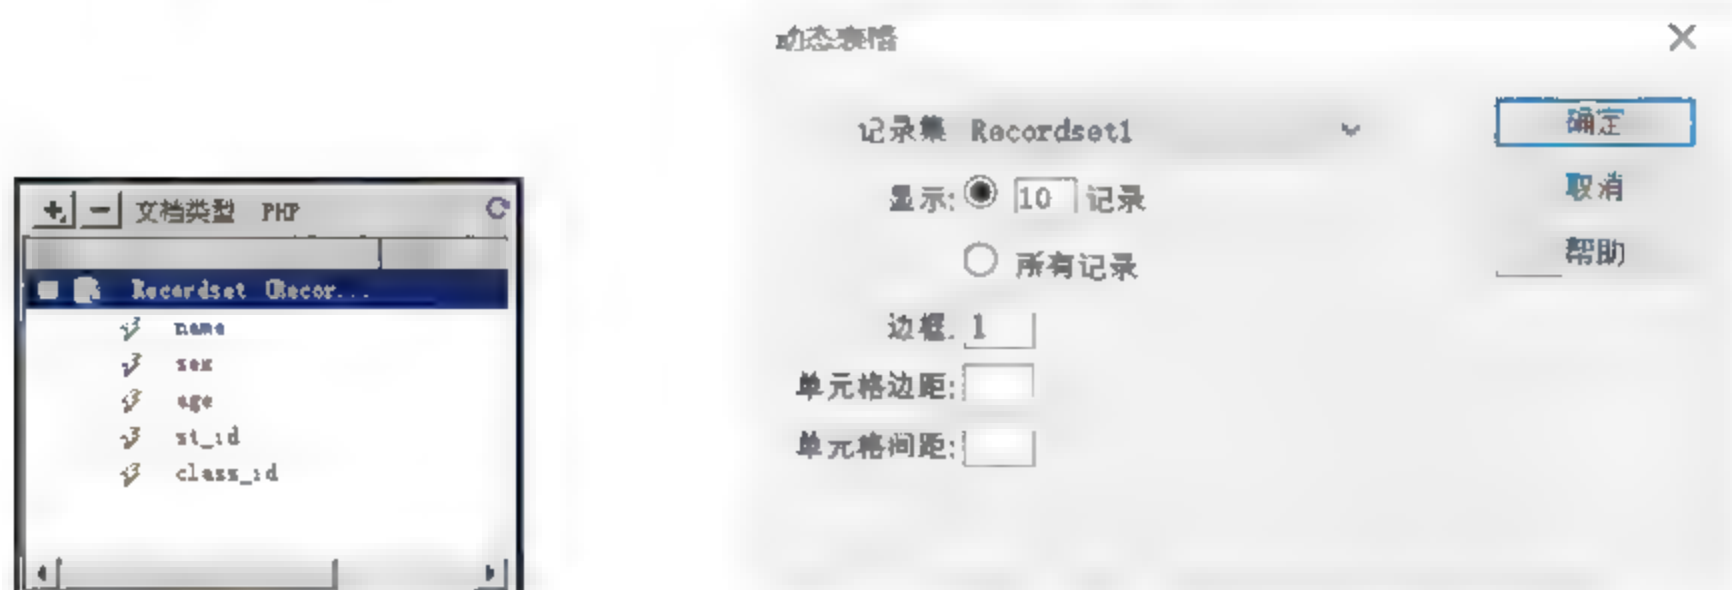 文档类型 PHP
Recordset (Recor...
name
sex
age
st_id
class_id
动态表格
记录集 Recordset1
显示: 10 记录
所有记录
边框: 1
单元格边距:
单元格间距:
确定
取消
帮助